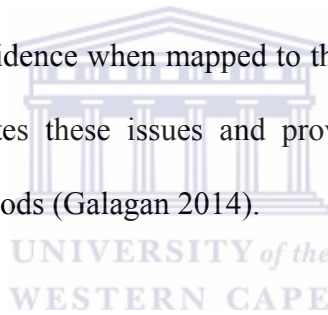 idence when mapped to th
tes these issues and prov
ods (Galagan 2014).
UNIVERSITY of the
WESTERN CAPE